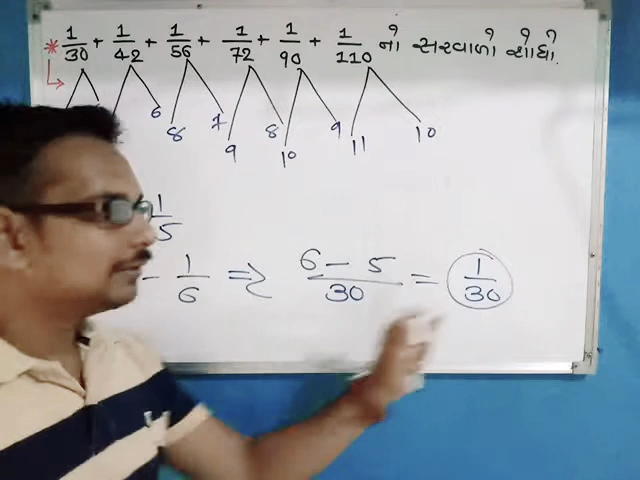 * 1/30 + 1/42 + 1/56 + 1/72 + 1/90 + 1/110 નો સરવાળો શોધો.
6 8 7 9 8 10 9 11 10
1/5
- 1/6 => 6 - 5/30 = 1/30